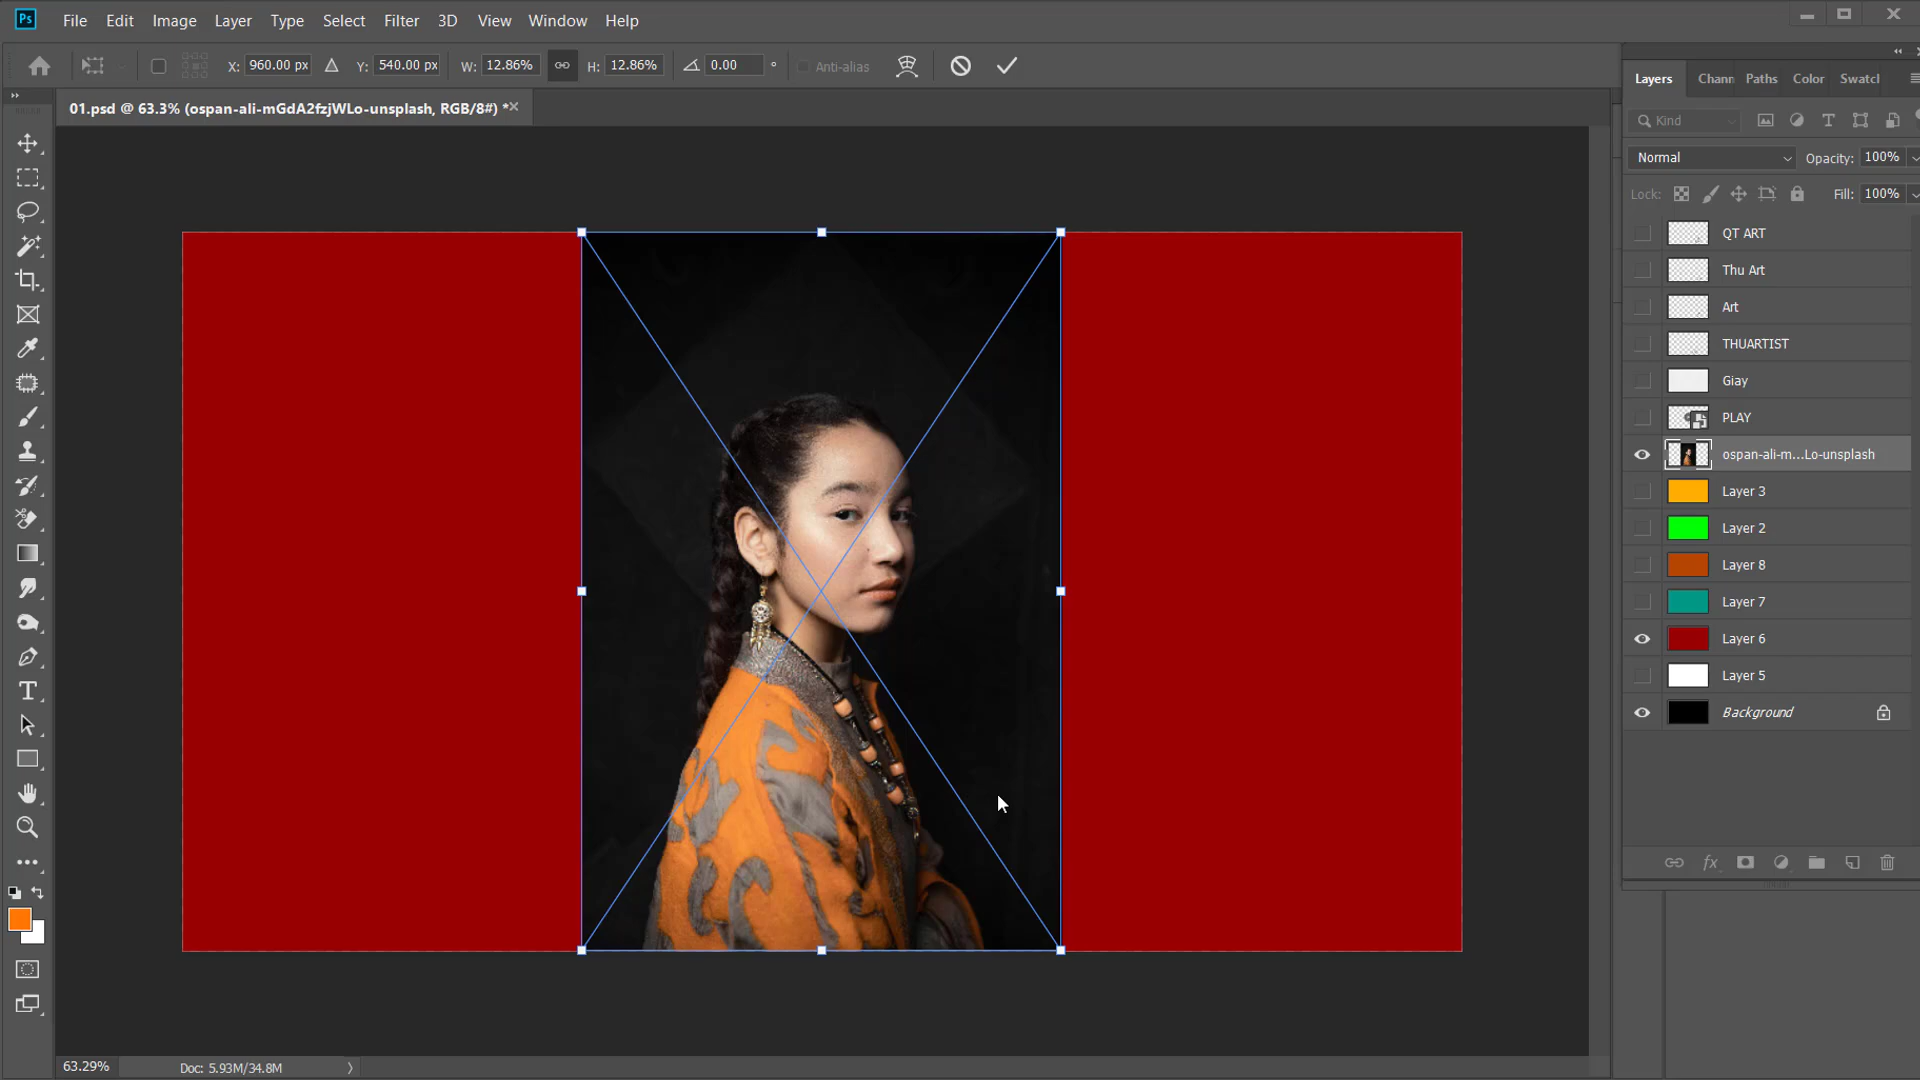 Ps File Edit Image Layer Type Select Filter 3D View Window Help
X: 960.00 px Y: 540.00 px W: 12.86% H: 12.86% 0.00 ° Anti-alias
01.psd @ 63.3% (ospan-ali-mGdA2fzjWLo-unsplash, RGB/8#) *
Layers Chann Paths Color Swatcl
Kind
Normal Opacity: 100%
Lock: Fill: 100%
QT ART
Thu Art
Art
THUARTIST
Giay
PLAY
ospan-ali-m...Lo-unsplash
Layer 3
Layer 2
Layer 8
Layer 7
Layer 6
Layer 5
Background
fx
63.29% Doc: 5.93M/34.8M